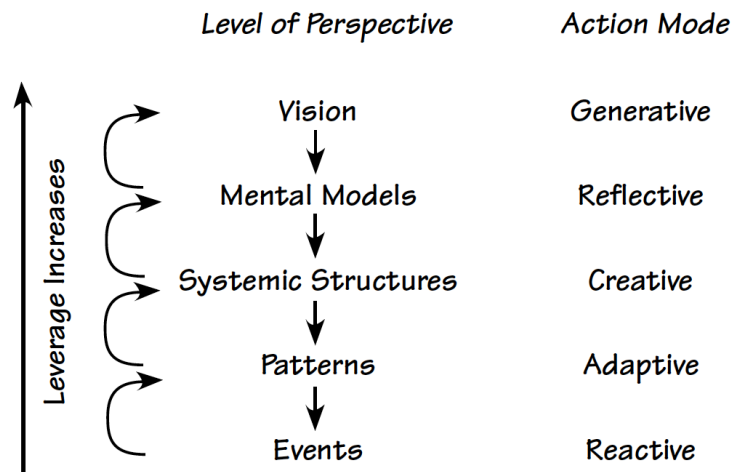 Level of Perspective Action Mode
Vision Generative
Mental Models Reflective
Systemic Structures Creative
Patterns Adaptive
Events Reactive
Leverage Increases